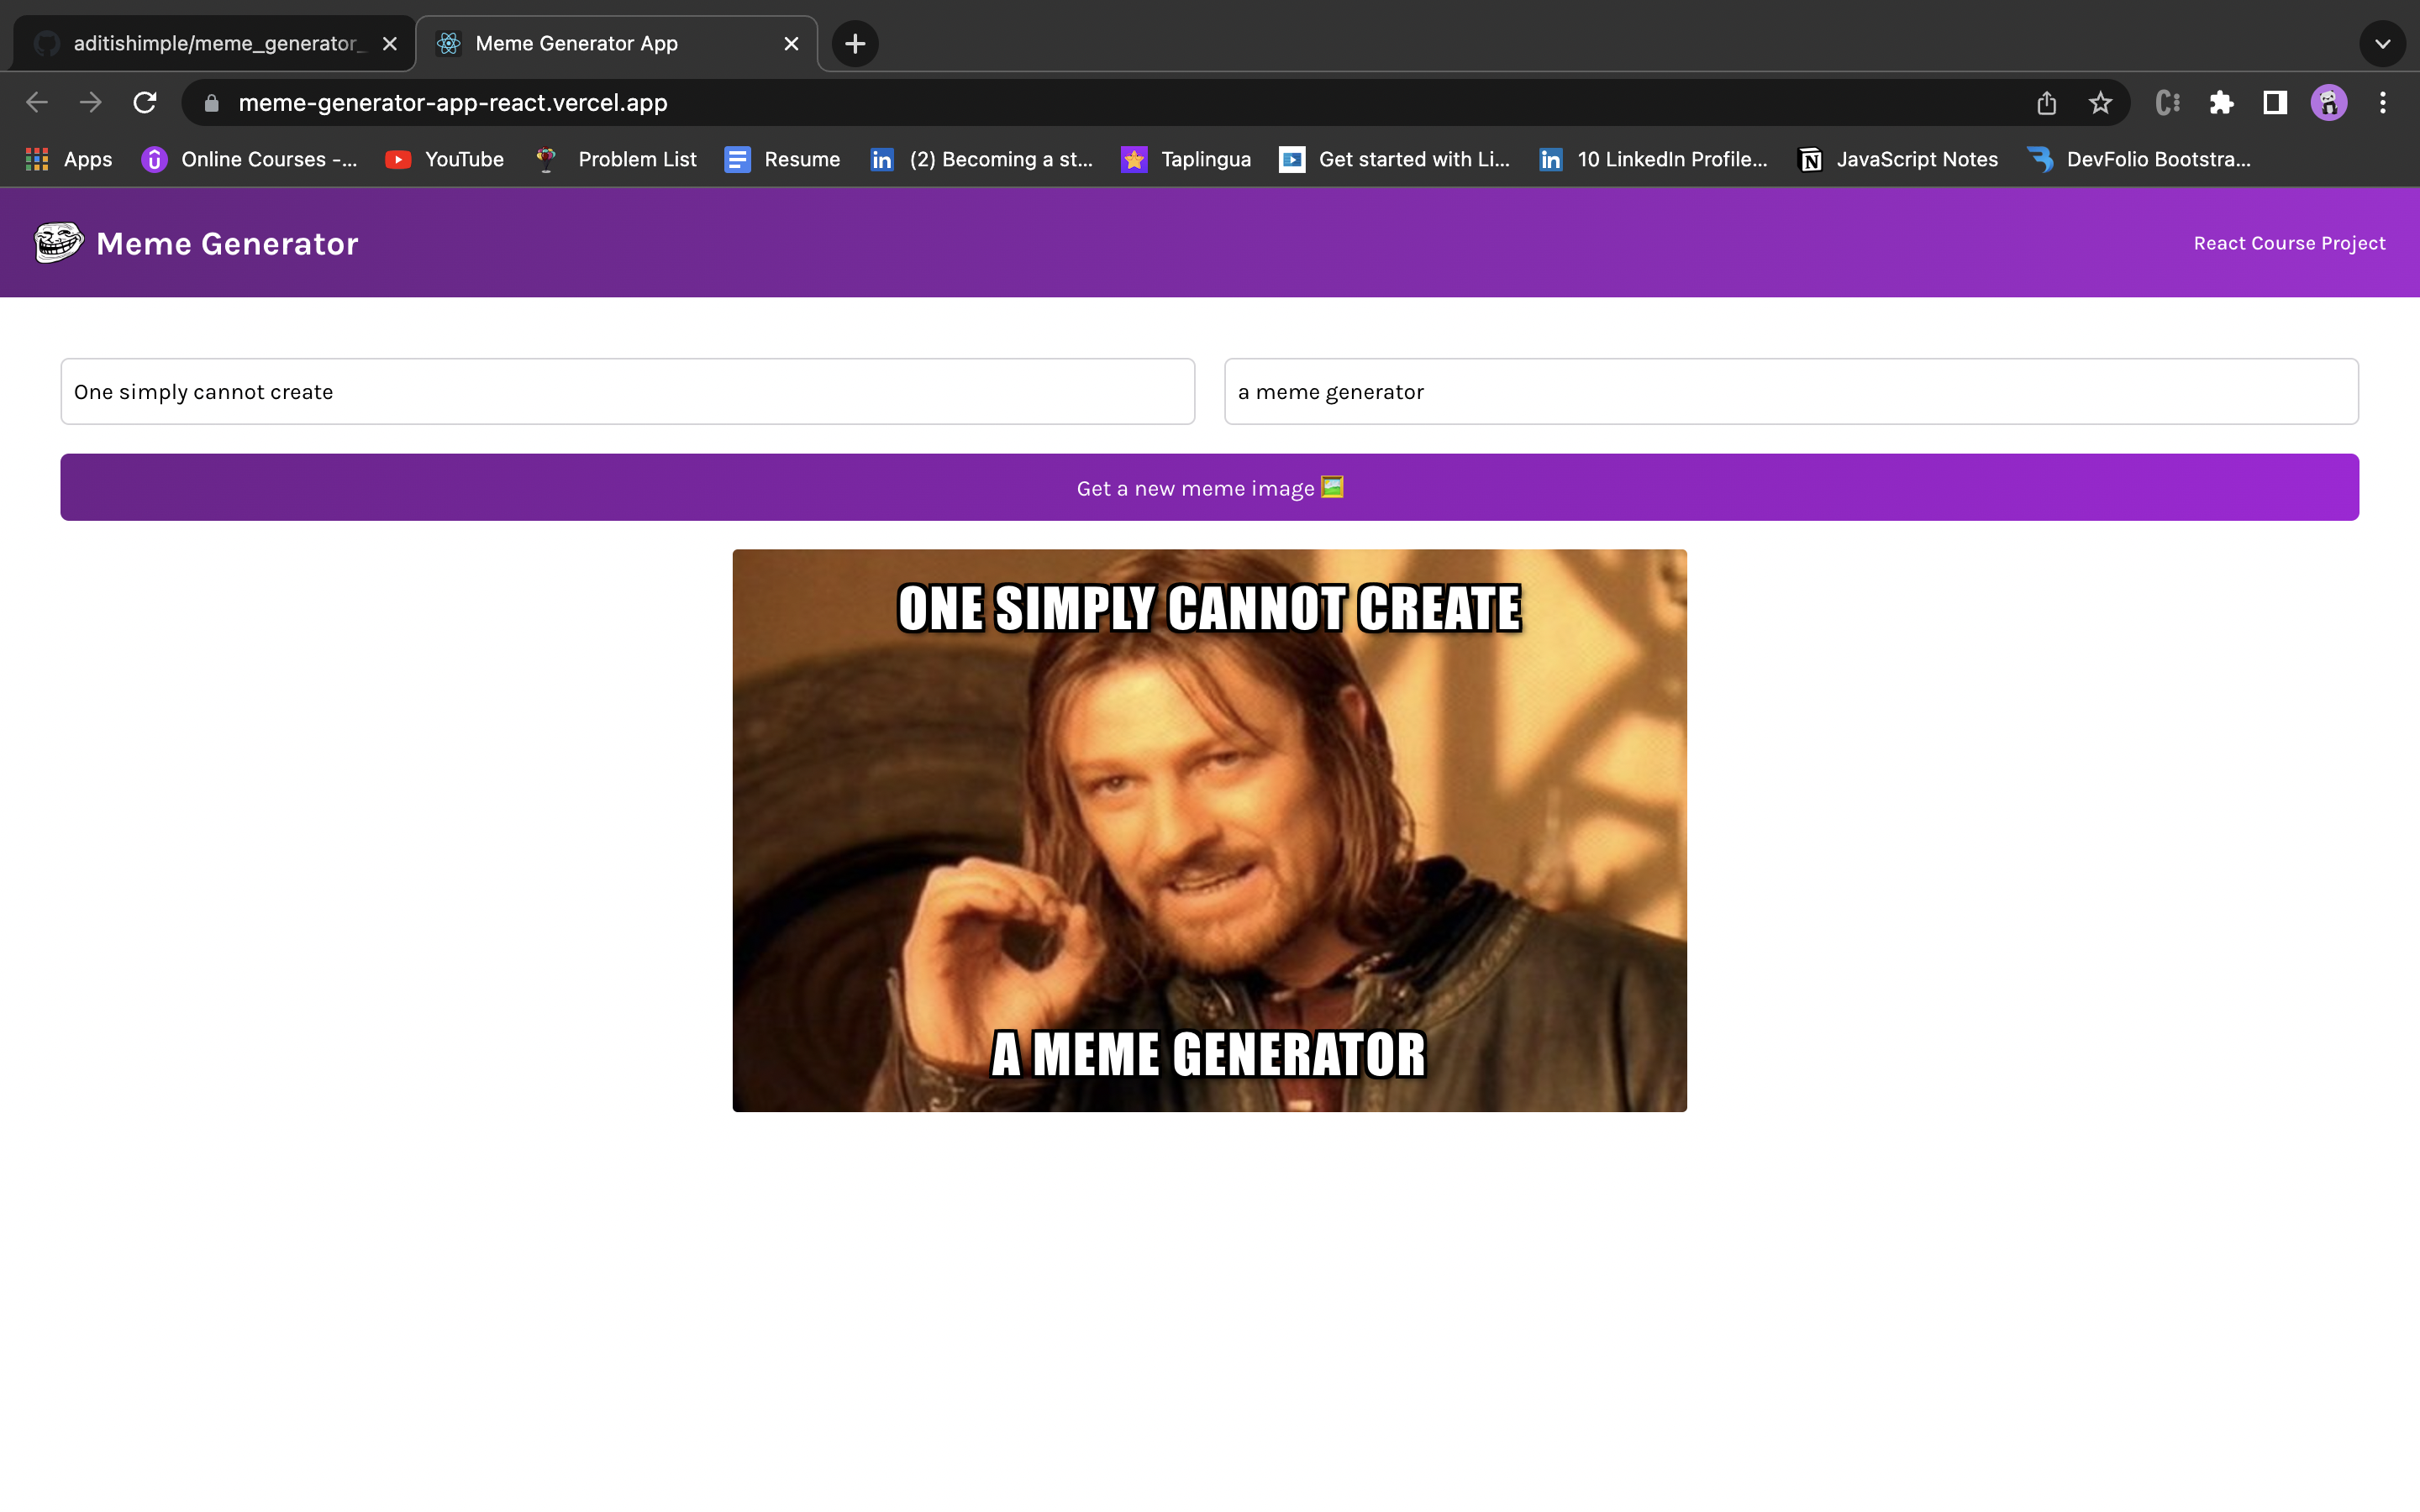 aditishimple/meme_generator_
Meme Generator App
meme-generator-app-react.vercel.app
Apps
Online Courses -...
YouTube
Problem List
Resume
(2) Becoming a st...
Taplingua
Get started with Li...
10 LinkedIn Profile...
JavaScript Notes
DevFolio Bootstra...
Meme Generator
React Course Project
One simply cannot create
a meme generator
Get a new meme image
ONE SIMPLY CANNOT CREATE
A MEME GENERATOR